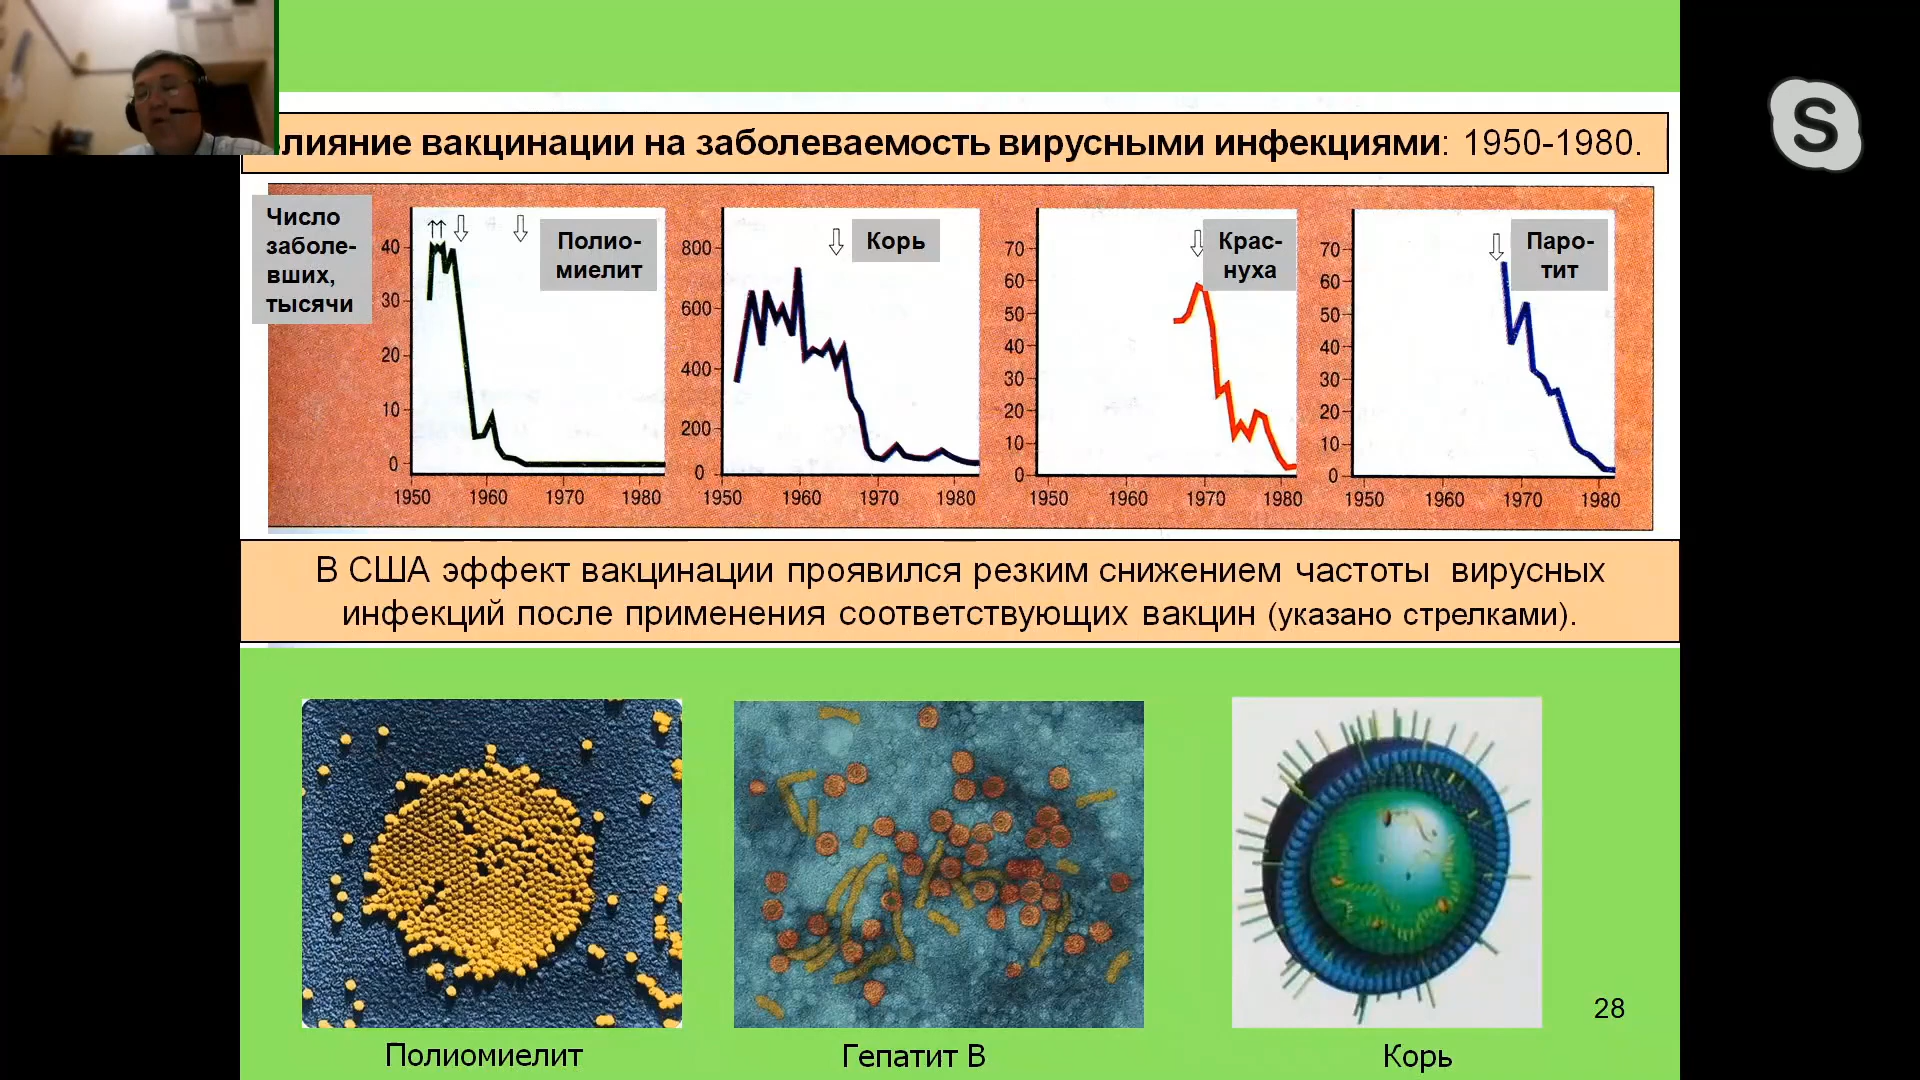 лияние вакцинации на заболеваемость вирусными инфекциями: 1950-1980.
Число
заболе-
вших,
тысячи
40
30
20
10
0
1950 1960 1970 1980
Полио-
миелит
800
600
400
200
0
1950 1960 1970 1980
Корь
70
60
50
40
30
20
10
0
1950 1960 1970 1980
Крас-
нуха
70
60
50
40
30
20
10
0
1950 1960 1970 1980
Паро-
тит
В США эффект вакцинации проявился резким снижением частоты вирусных
инфекций после применения соответствующих вакцин (указано стрелками).
Полиомиелит
Гепатит В
Корь
28
S